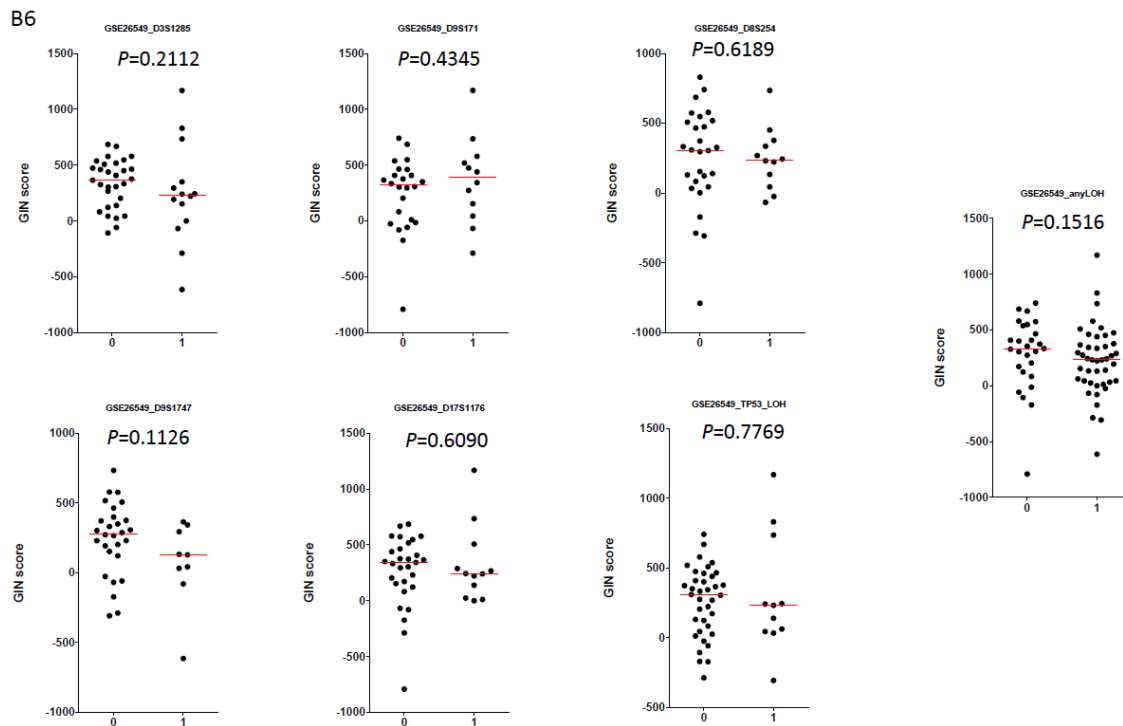 B6
GSE26549_D3S1285
P=0.2112
GIN score
1500
1000
500
0
-500
-1000
0 1
GSE26549_D9S171
P=0.4345
GIN score
1500
1000
500
0
-500
-1000
0 1
GSE26549_D8S254
P=0.6189
GIN score
1000
500
0
-500
-1000
0 1
GSE26549_anyLOH
P=0.1516
GIN score
1500
1000
500
0
-500
-1000
0 1
GSE26549_D9S1747
P=0.1126
GIN score
1000
500
0
-500
-1000
0 1
GSE26549_D17S1176
P=0.6090
GIN score
1500
1000
500
0
-500
-1000
0 1
GSE26549_TP53_LOH
P=0.7769
GIN score
1500
1000
500
0
-500
0 1